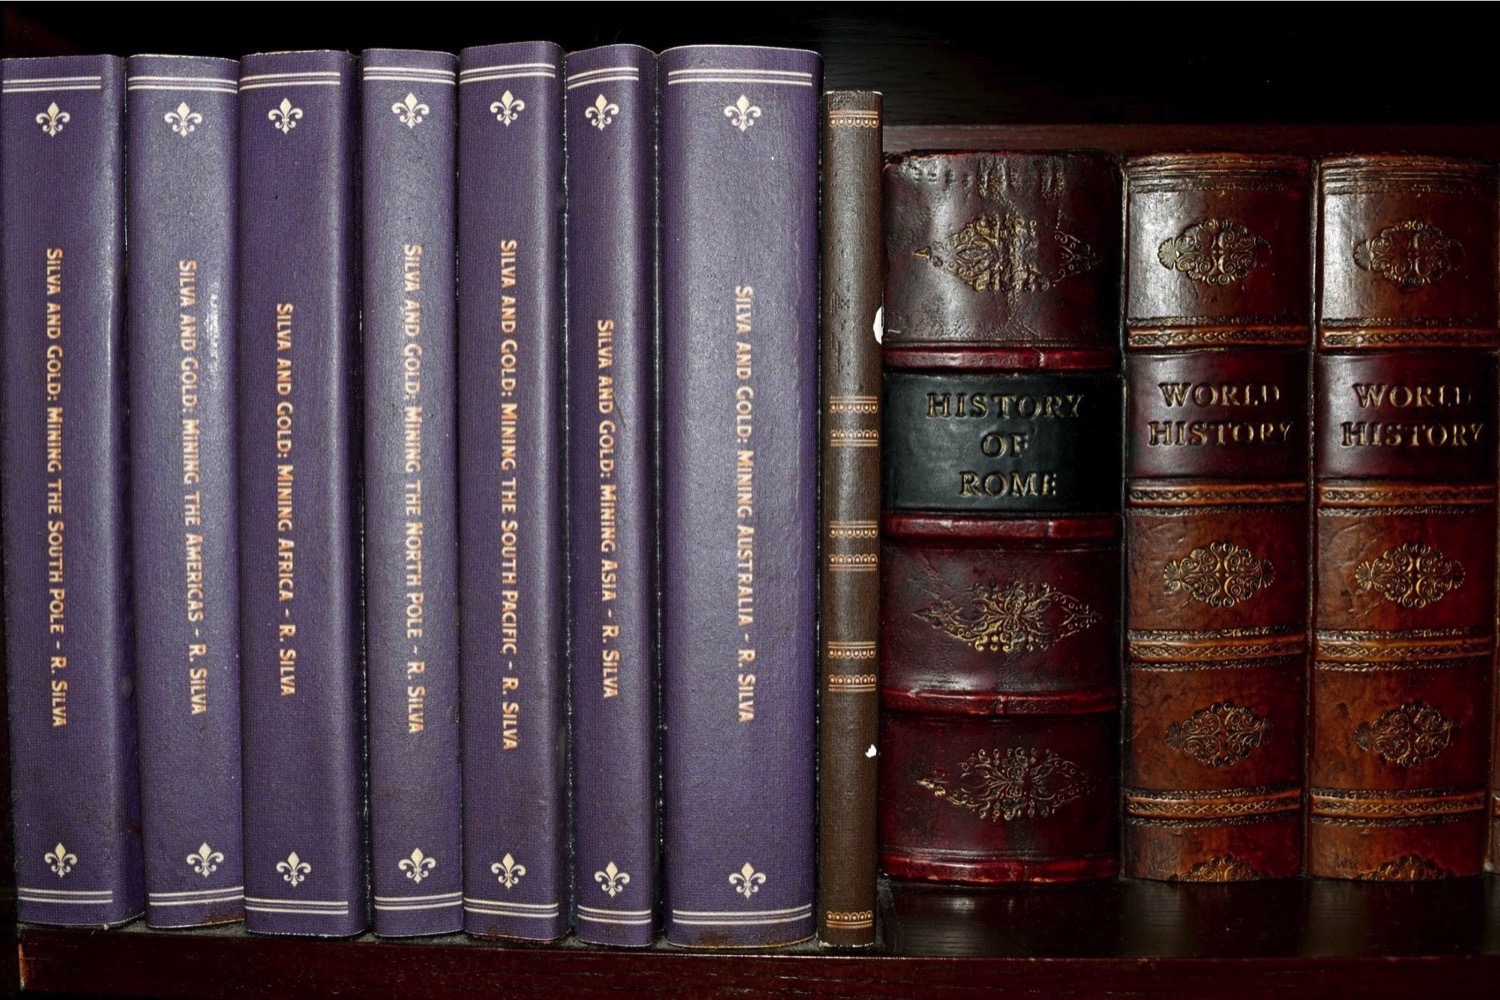 Silva and Gold: Mining the South Pole - R. Silva
Silva and Gold: Mining the Americas - R. Silva
Silva and Gold: Mining Africa - R. Silva
Silva and Gold: Mining the North Pole - R. Silva
Silva and Gold: Mining the South Pacific - R. Silva
Silva and Gold: Mining Asia - R. Silva
Silva and Gold: Mining Australia - R. Silva
HISTORY
OF
ROME
WORLD
HISTORY
WORLD
HISTORY